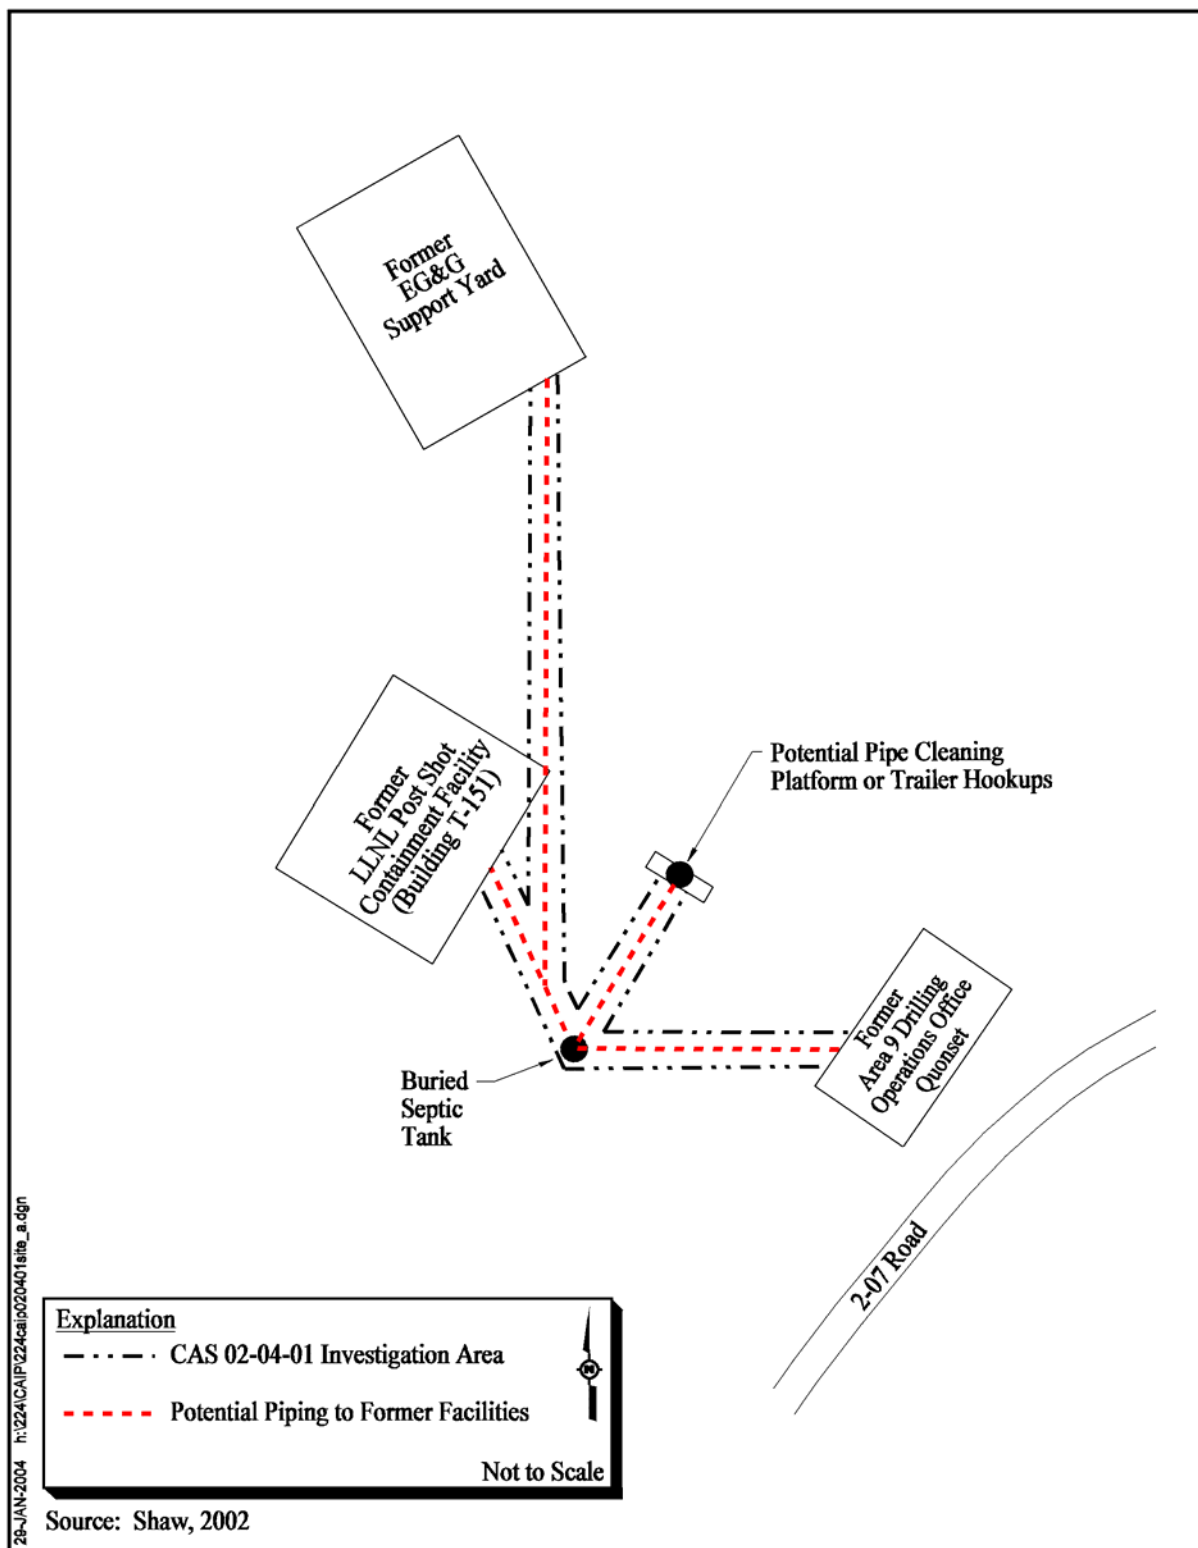 Former
EG&G
Support Yard
Former
LLNL Post Shot
Containment Facility
(Building T-151)
Potential Pipe Cleaning
Platform or Trailer Hookups
Former
Area 9 Drilling
Operations Office
Quonset
Buried
Septic
Tank
2-07 Road
Explanation
CAS 02-04-01 Investigation Area
N
Potential Piping to Former Facilities
Not to Scale
Source: Shaw, 2002
29-JAN-2004 h:\224\CAIP\224caip020401site_a.dgn